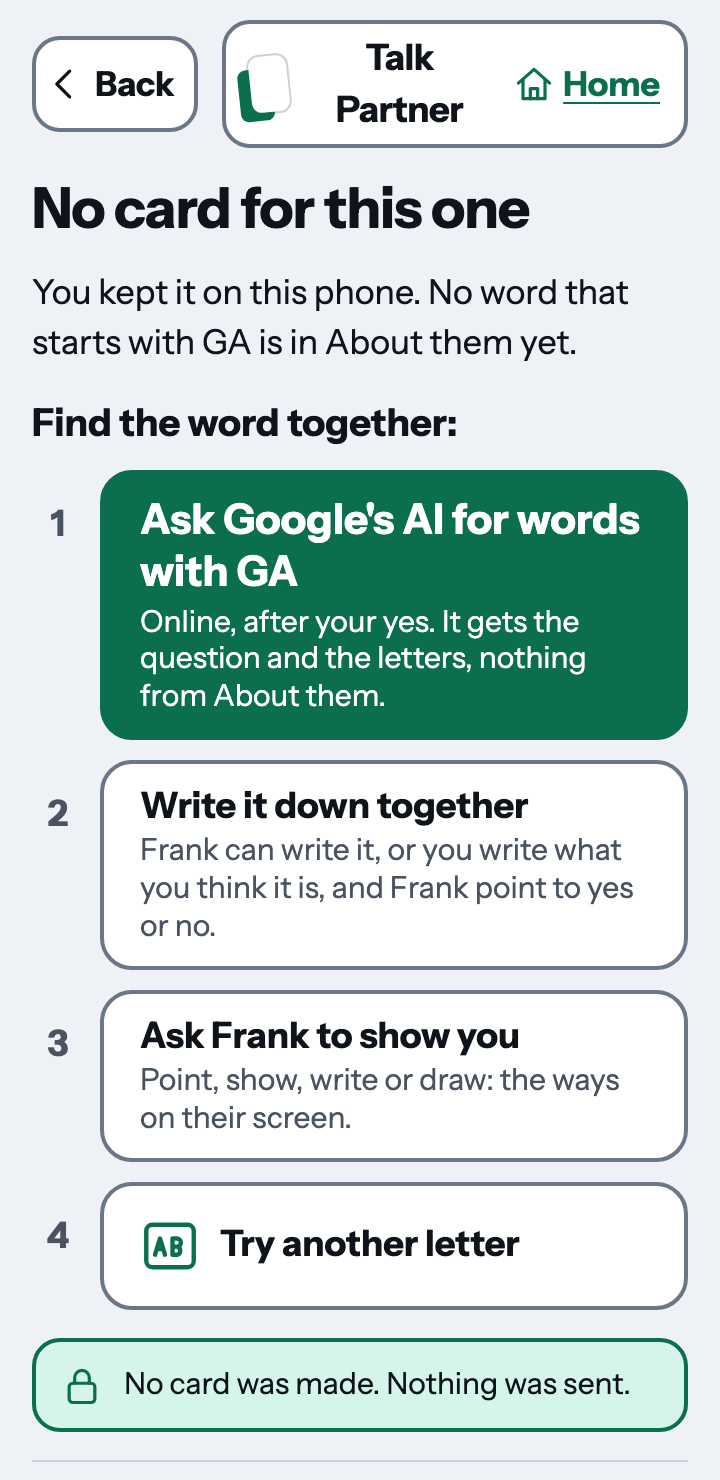 Back
Talk
Partner
Home
No card for this one
You kept it on this phone. No word that
starts with GA is in About them yet.
Find the word together:
1
Ask Google's AI for words
with GA
Online, after your yes. It gets the
question and the letters, nothing
from About them.
2
Write it down together
Frank can write it, or you write what
you think it is, and Frank point to yes
or no.
3
Ask Frank to show you
Point, show, write or draw: the ways
on their screen.
4
AB
Try another letter
No card was made. Nothing was sent.